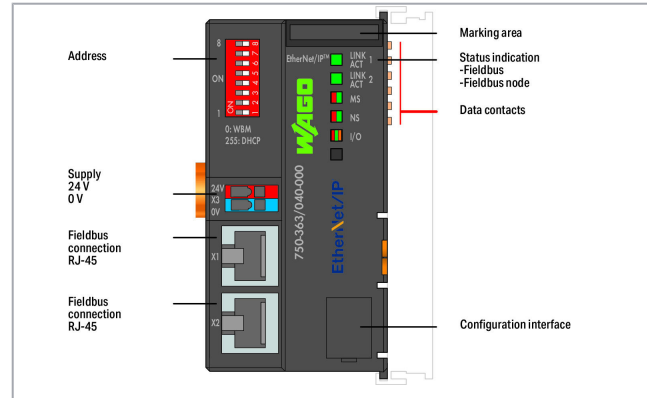 Address
8
ON
1
8
7
6
5
4
3
2
1
ON
0: WBM
255: DHCP
Supply
24 V
0 V
24V
X3
0V
Fieldbus
connection
RJ-45
X1
Fieldbus
connection
RJ-45
X2
EtherNet/IP™
LINK
ACT 1
LINK
ACT 2
MS
NS
I/O
WAGO
750-363/040-000
EtherNet/IP
Marking area
Status indication
-Fieldbus
-Fieldbus node
Data contacts
Configuration interface